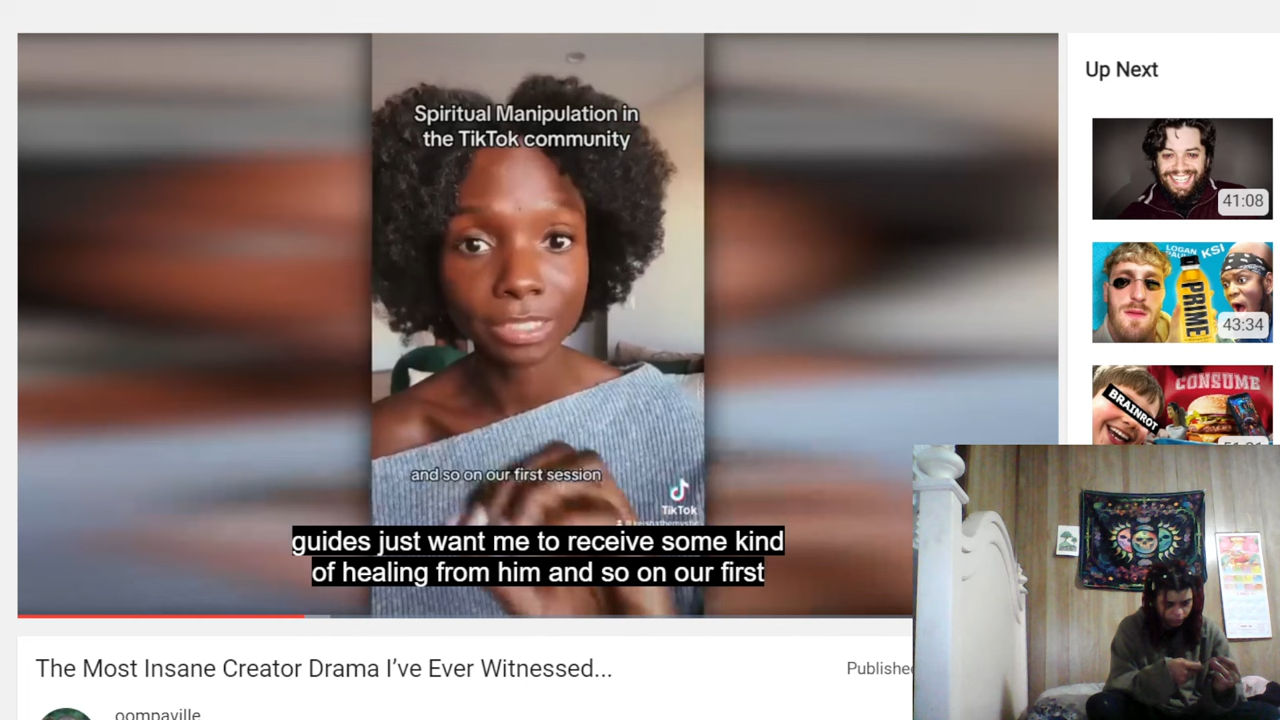 Spiritual Manipulation in
the TikTok community
and so on our first session
TikTok
guides just want me to receive some kind
of healing from him and so on our first
The Most Insane Creator Drama I've Ever Witnessed...
Published
oompaville
Up Next
41:08
LOGAN
PAUL
KSI
PRIME
43:34
CONSUME
BRAINROT